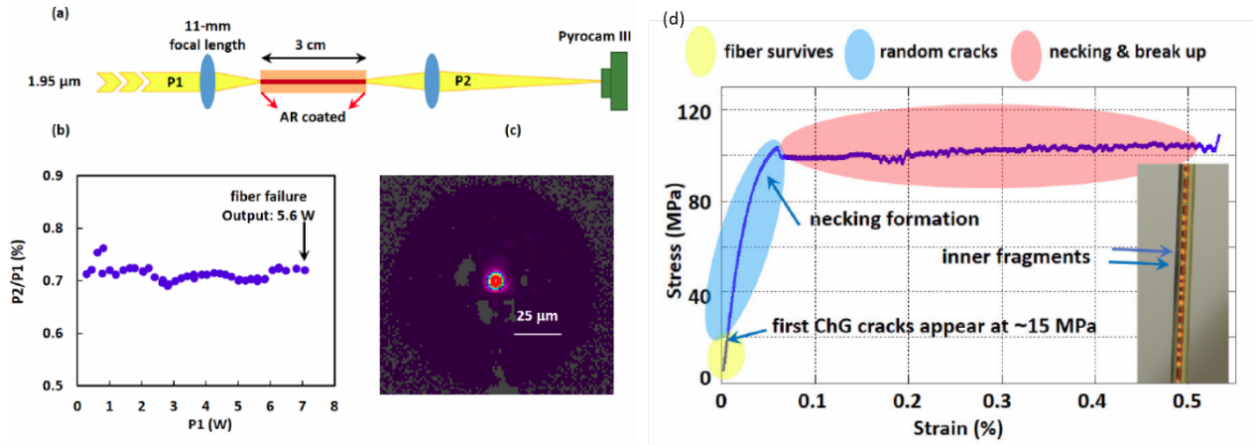 (a)
11-mm
focal length
3 cm
Pyrocam III
1.95 µm
P1
P2
AR coated
(b)
(c)
0.9
0.8
0.7
0.6
0.5
P2/P1 (%)
fiber failure
Output: 5.6 W
0 1 2 3 4 5 6 7 8
P1 (W)
25 µm
(d)
fiber survives
random cracks
necking & break up
120
80
40
0
Stress (MPa)
necking formation
inner fragments
first ChG cracks appear at ~15 MPa
0 0.1 0.2 0.3 0.4 0.5
Strain (%)